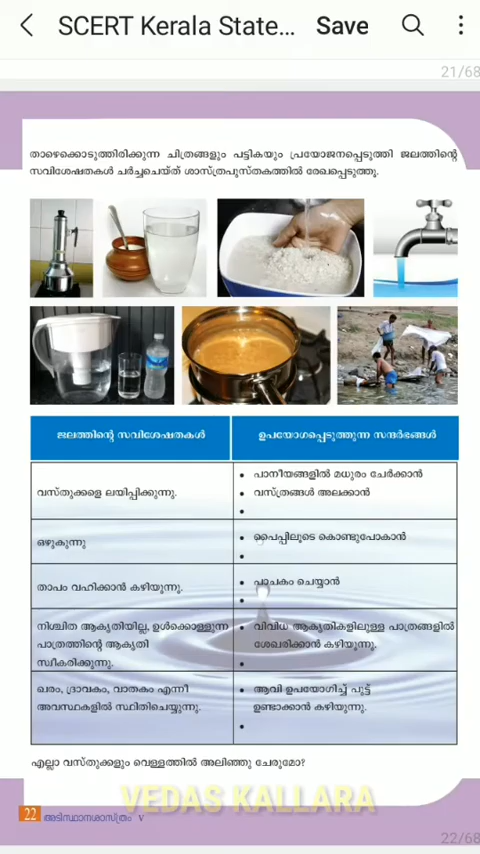 SCERT Kerala State... Save
21/68
താഴെക്കൊടുത്തിരിക്കുന്ന ചിത്രങ്ങളും പട്ടികയും പ്രയോജനപ്പെടുത്തി ജലത്തിന്റെ
സവിശേഷതകൾ ചർച്ചചെയ്ത് ശാസ്ത്രപുസ്തകത്തിൽ രേഖപ്പെടുത്തൂ.
ജലത്തിന്റെ സവിശേഷതകൾ
ഉപയോഗപ്പെടുത്തുന്ന സന്ദർഭങ്ങൾ
വസ്തുക്കളെ ലയിപ്പിക്കുന്നു.
• പാനീയങ്ങളിൽ മധുരം ചേർക്കാൻ
• വസ്ത്രങ്ങൾ അലക്കാൻ
•
ഒഴുകുന്നു
• പൈപ്പിലൂടെ കൊണ്ടുപോകാൻ
•
താപം വഹിക്കാൻ കഴിയുന്നു.
• പാചകം ചെയ്യാൻ
•
നിശ്ചിത ആകൃതിയില്ല, ഉൾക്കൊള്ളുന്ന
പാത്രത്തിന്റെ ആകൃതി
സ്വീകരിക്കുന്നു.
• വിവിധ ആകൃതികളിലുള്ള പാത്രങ്ങളിൽ
ശേഖരിക്കാൻ കഴിയുന്നു.
•
ഖരം, ദ്രാവകം, വാതകം എന്നീ
അവസ്ഥകളിൽ സ്ഥിതിചെയ്യുന്നു.
• ആവി ഉപയോഗിച്ച് പുട്ട്
ഉണ്ടാക്കാൻ കഴിയുന്നു.
•
എല്ലാ വസ്തുക്കളും വെള്ളത്തിൽ അലിഞ്ഞു ചേരുമോ?
VEDAS KALLARA
22 അടിസ്ഥാനശാസ്ത്രം V
22/68